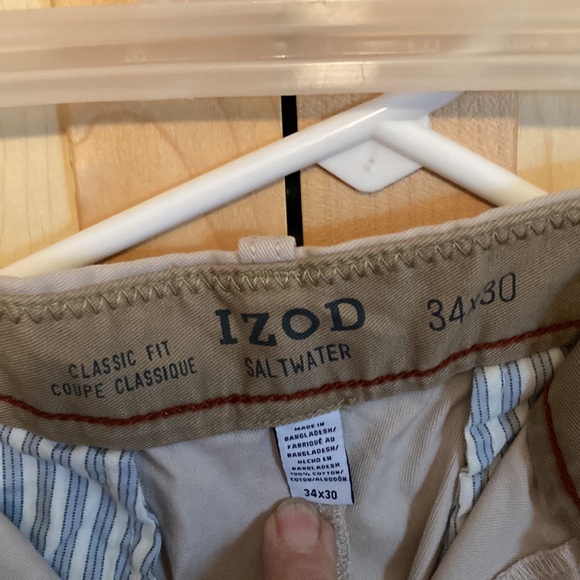 IZOD
SALTWATER
34x30
CLASSIC FIT
COUPE CLASSIQUE
MADE IN
BANGLADESH/
FABRIQUÉ AU
BANGLADESH/
HECHO EN
BANGLADESH
100% COTTON/
COTON/ALGODÓN
34X30